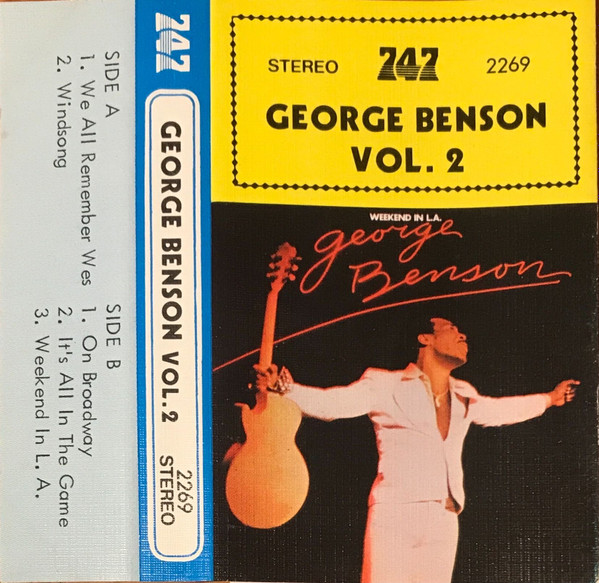 SIDE A
1. We All Remember Wes
2. Windsong
SIDE B
1. On Broadway
2. It's All In The Game
3. Weekend In L. A.
747
GEORGE BENSON VOL. 2
2269
STEREO
STEREO 747 2269
GEORGE BENSON
VOL. 2
WEEKEND IN L.A.
george
Benson